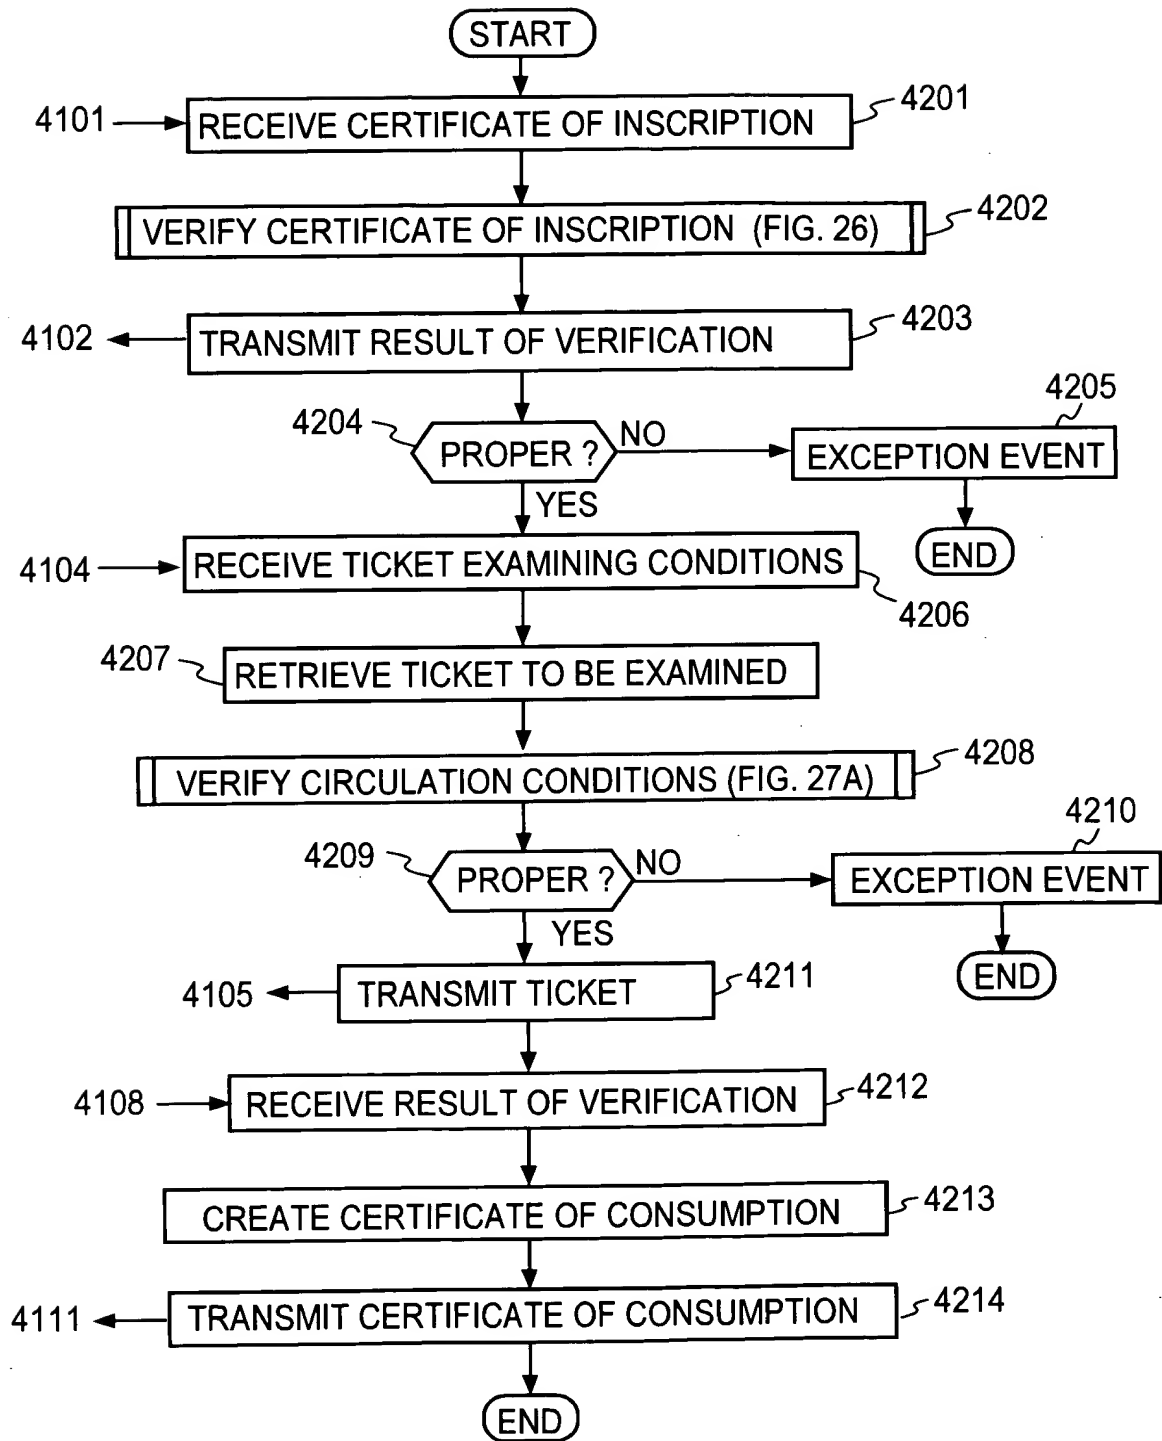 START
4101
RECEIVE CERTIFICATE OF INSCRIPTION
4201
VERIFY CERTIFICATE OF INSCRIPTION (FIG. 26)
4202
4102
TRANSMIT RESULT OF VERIFICATION
4203
4204
PROPER ?
NO
4205
EXCEPTION EVENT
YES
END
4104
RECEIVE TICKET EXAMINING CONDITIONS
4206
4207
RETRIEVE TICKET TO BE EXAMINED
VERIFY CIRCULATION CONDITIONS (FIG. 27A)
4208
4209
PROPER ?
NO
4210
EXCEPTION EVENT
YES
END
4105
TRANSMIT TICKET
4211
4108
RECEIVE RESULT OF VERIFICATION
4212
CREATE CERTIFICATE OF CONSUMPTION
4213
4111
TRANSMIT CERTIFICATE OF CONSUMPTION
4214
END